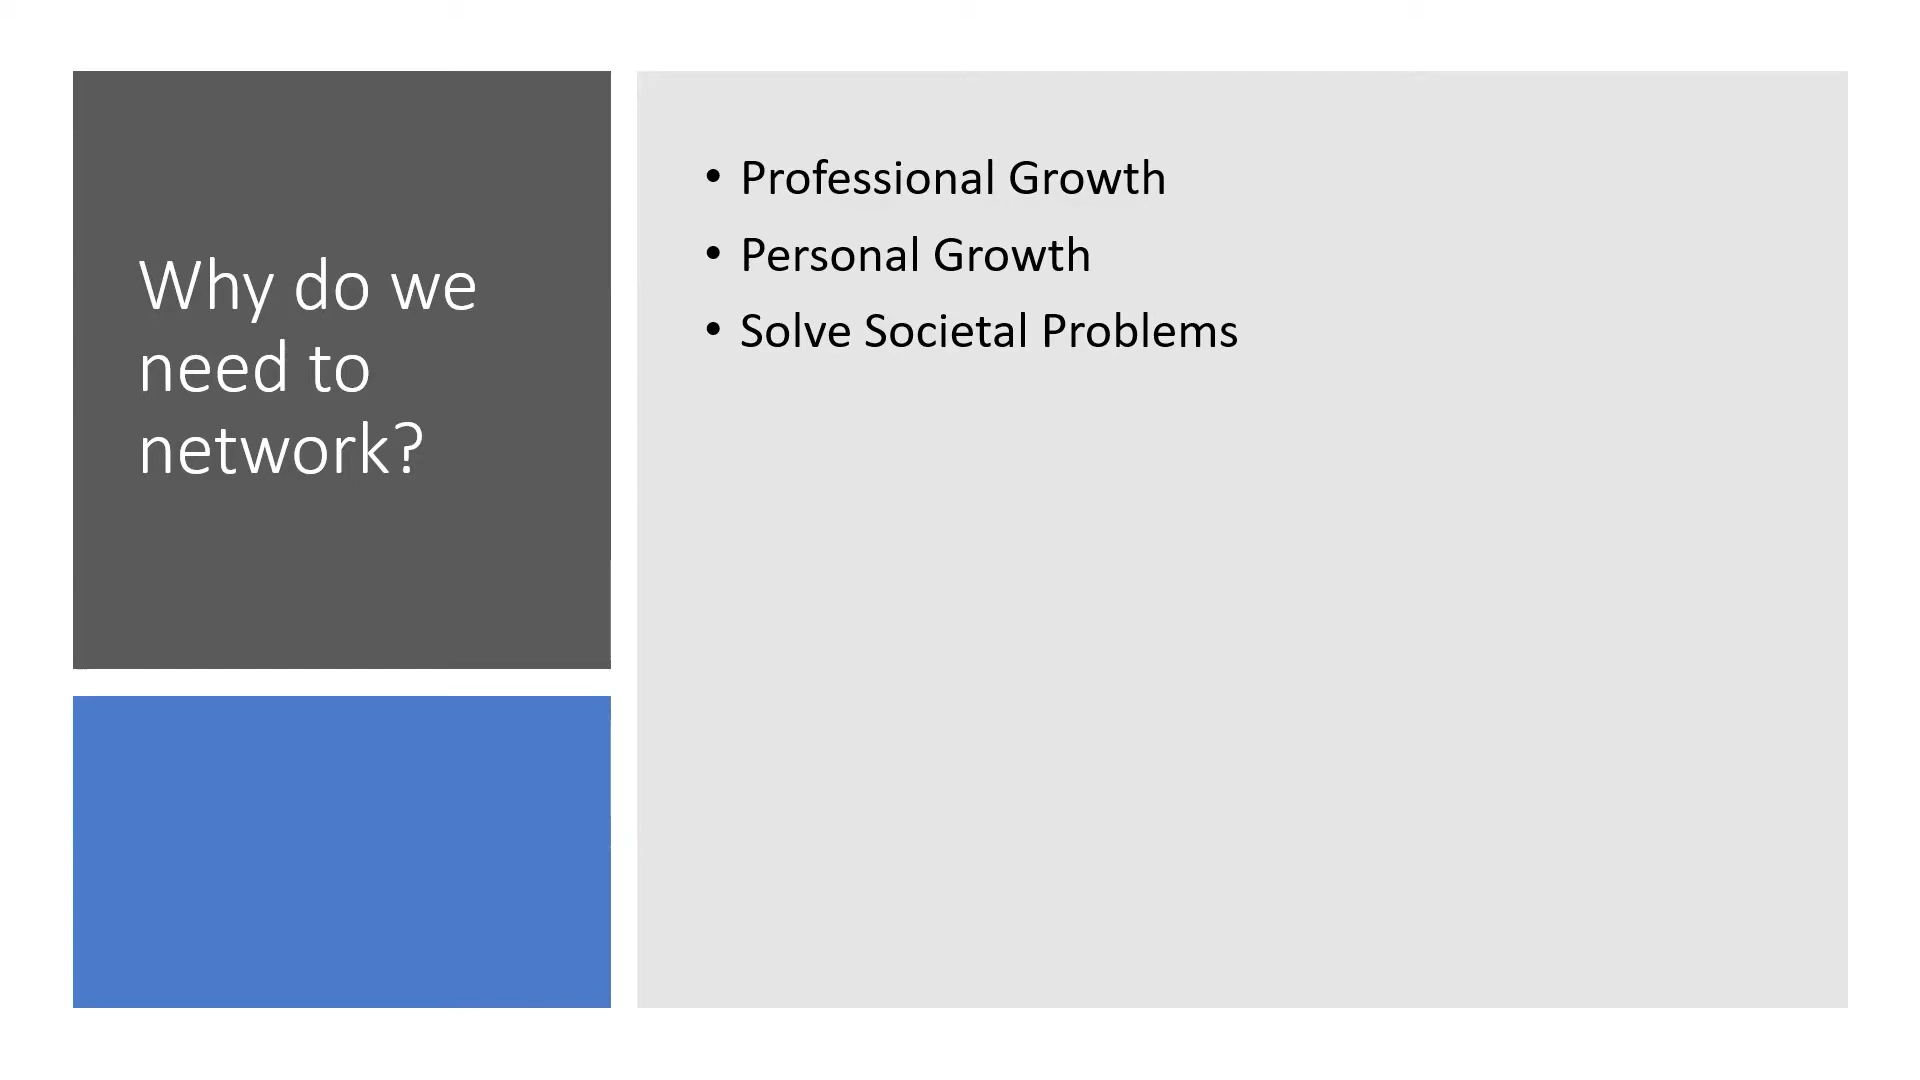 Why do we
need to
network?
• Professional Growth
• Personal Growth
• Solve Societal Problems